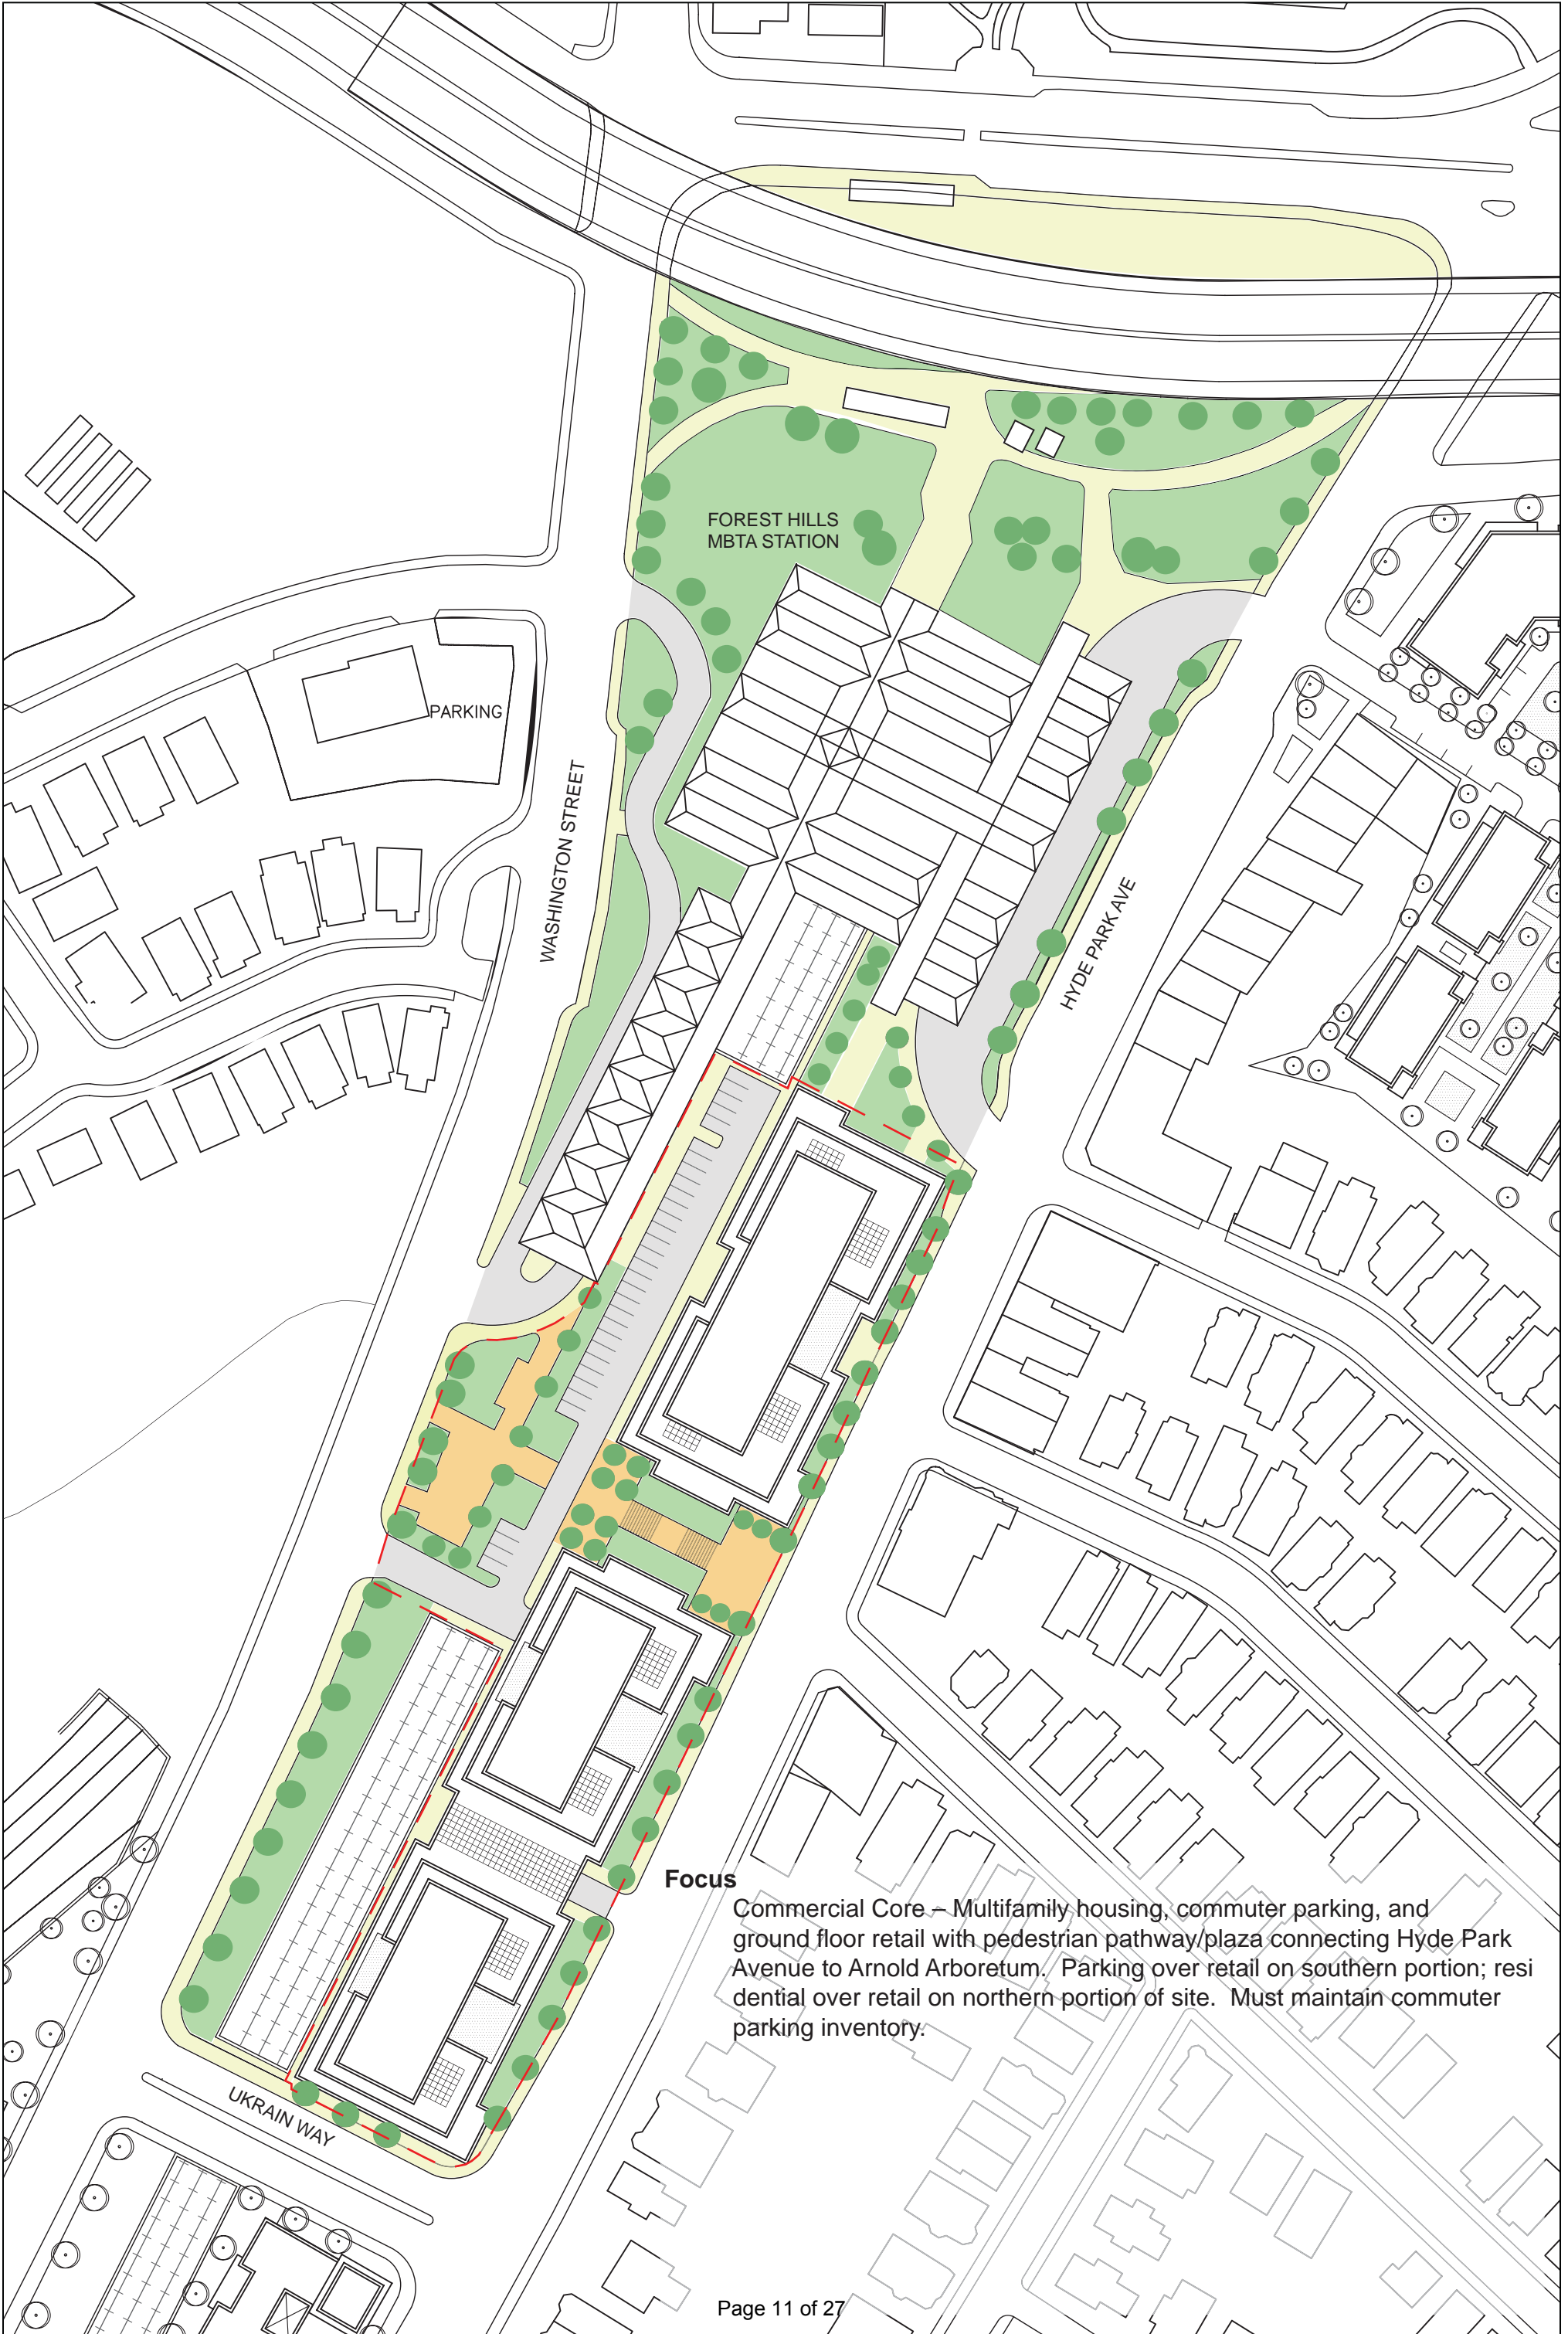 FOREST HILLS
MBTA STATION
PARKING
WASHINGTON STREET
HYDE PARK AVE
Focus
Commercial Core – Multifamily housing, commuter parking, and
ground floor retail with pedestrian pathway/plaza connecting Hyde Park
Avenue to Arnold Arboretum. Parking over retail on southern portion; resi
dential over retail on northern portion of site. Must maintain commuter
parking inventory.
UKRAIN WAY
Page 11 of 27